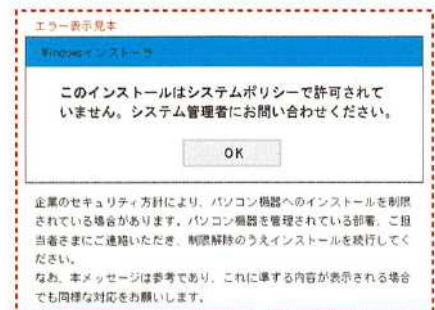 エラー表示見本
Windowsインストーラ
このインストールはシステムポリシーで許可されて
いません。システム管理者にお問い合わせください。
OK
企業のセキュリティ方針により、パソコン機器へのインストールを制限
されている場合があります。パソコン機器を管理されている部署、ご担
当者さまにご連絡いただき、制限解除のうえインストールを続行してく
ださい。
なお、本メッセージは参考であり、これに準ずる内容が表示される場合
でも同様な対応をお願いします。